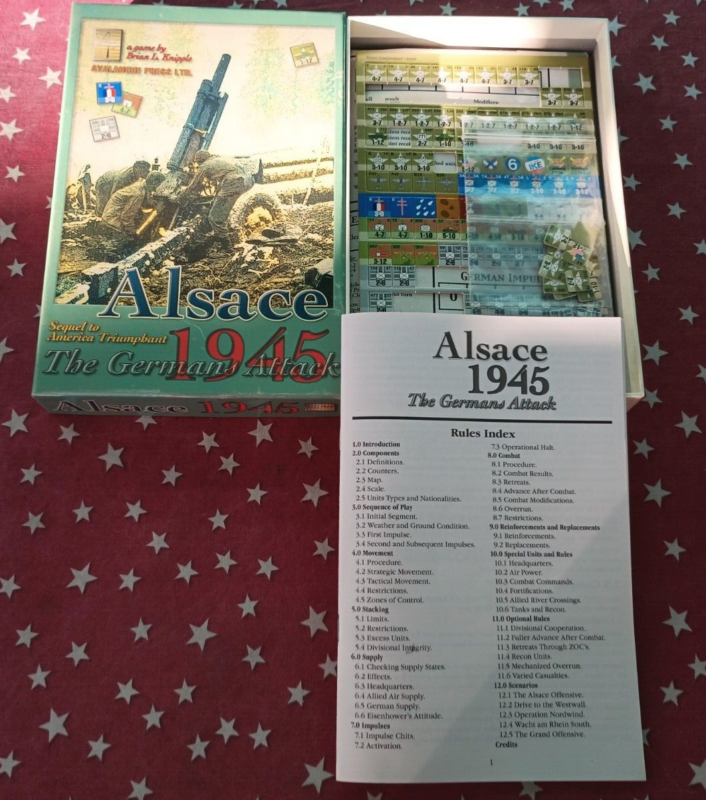 a game by
Brian L. Knipple
AVALANCHE PRESS LTD.
Alsace
1945
Sequel to
America Triumphant
The Germans Attack
Alsace 1945
GERMAN IMPU
Alsace
1945
The Germans Attack
Rules Index
1.0 Introduction
2.0 Components
2.1 Definitions.
2.2 Counters.
2.3 Map.
2.4 Scale.
2.5 Units Types and Nationalities.
3.0 Sequence of Play
3.1 Initial Segment.
3.2 Weather and Ground Condition.
3.3 First Impulse.
3.4 Second and Subsequent Impulses.
4.0 Movement
4.1 Procedure.
4.2 Strategic Movement.
4.3 Tactical Movement.
4.4 Restrictions.
4.5 Zones of Control.
5.0 Stacking
5.1 Limits.
5.2 Restrictions.
5.3 Excess Units.
5.4 Divisional Integrity.
6.0 Supply
6.1 Checking Supply States.
6.2 Effects.
6.3 Headquarters.
6.4 Allied Air Supply.
6.5 German Supply.
6.6 Eisenhower's Attitude.
7.0 Impulses
7.1 Impulse Chits.
7.2 Activation.
7.3 Operational Halt.
8.0 Combat
8.1 Procedure.
8.2 Combat Results.
8.3 Retreats.
8.4 Advance After Combat.
8.5 Combat Modifications.
8.6 Overrun.
8.7 Restrictions.
9.0 Reinforcements and Replacements
9.1 Reinforcements.
9.2 Replacements.
10.0 Special Units and Rules
10.1 Headquarters.
10.2 Air Power.
10.3 Combat Commands.
10.4 Fortifications.
10.5 Allied River Crossings.
10.6 Tanks and Recon.
11.0 Optional Rules
11.1 Divisional Cooperation.
11.2 Fuller Advance After Combat.
11.3 Retreats Through ZOC's.
11.4 Recon Units.
11.5 Mechanized Overrun.
11.6 Varied Casualties.
12.0 Scenarios
12.1 The Alsace Offensive.
12.2 Drive to the Westwall.
12.3 Operation Nordwind.
12.4 Wacht am Rhein South.
12.5 The Grand Offensive.
Credits
1